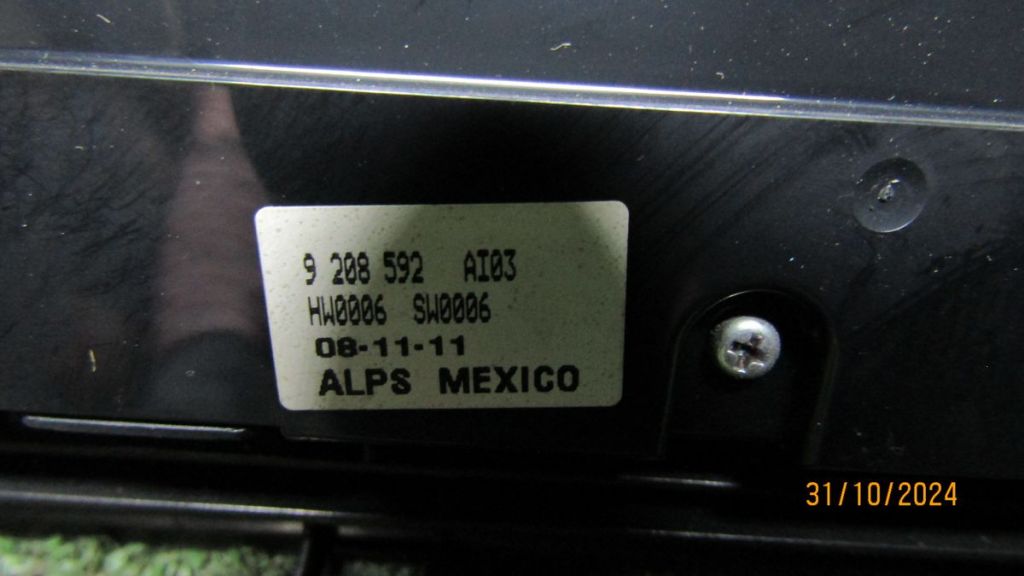 9 208 592 AI03
HW0006 SW0006
08-11-11
ALPS MEXICO
31/10/2024